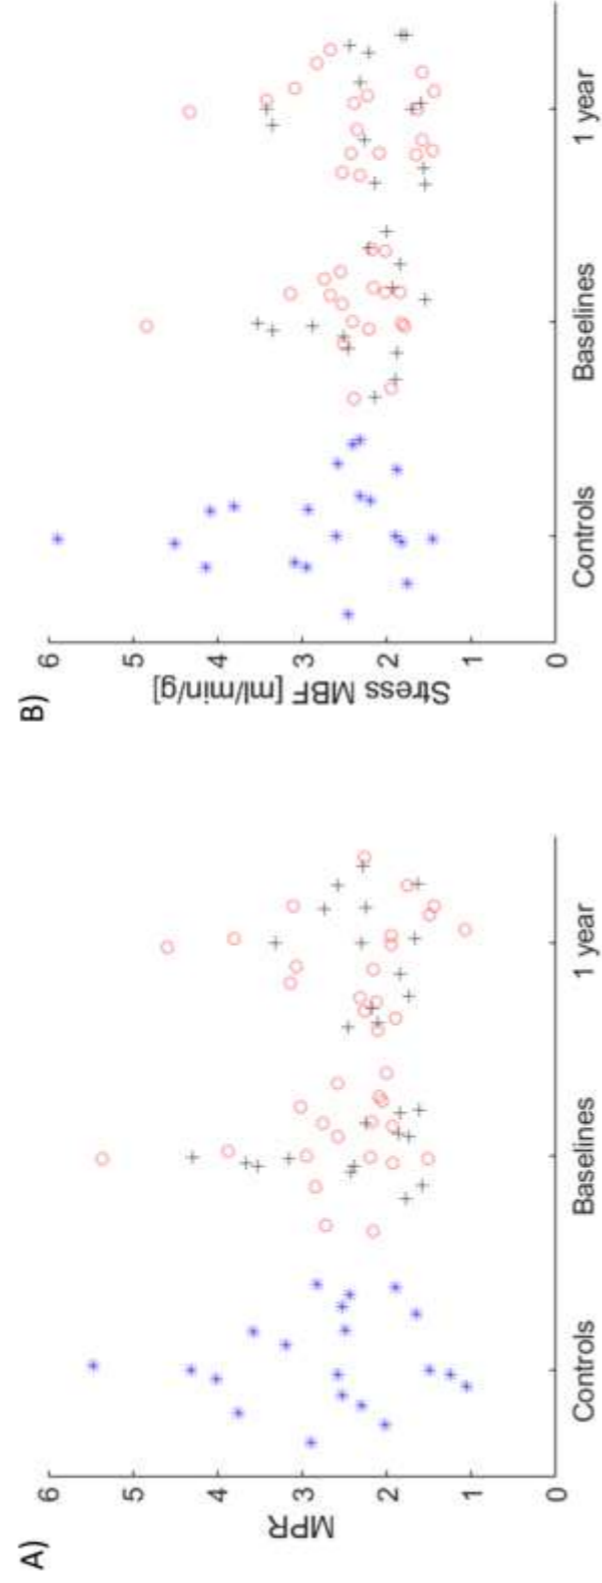 A)
MPR
6
5
4
3
2
1
0
Controls
Baselines
1 year
B)
Stress MBF [ml/min/g]
6
5
4
3
2
1
0
Controls
Baselines
1 year